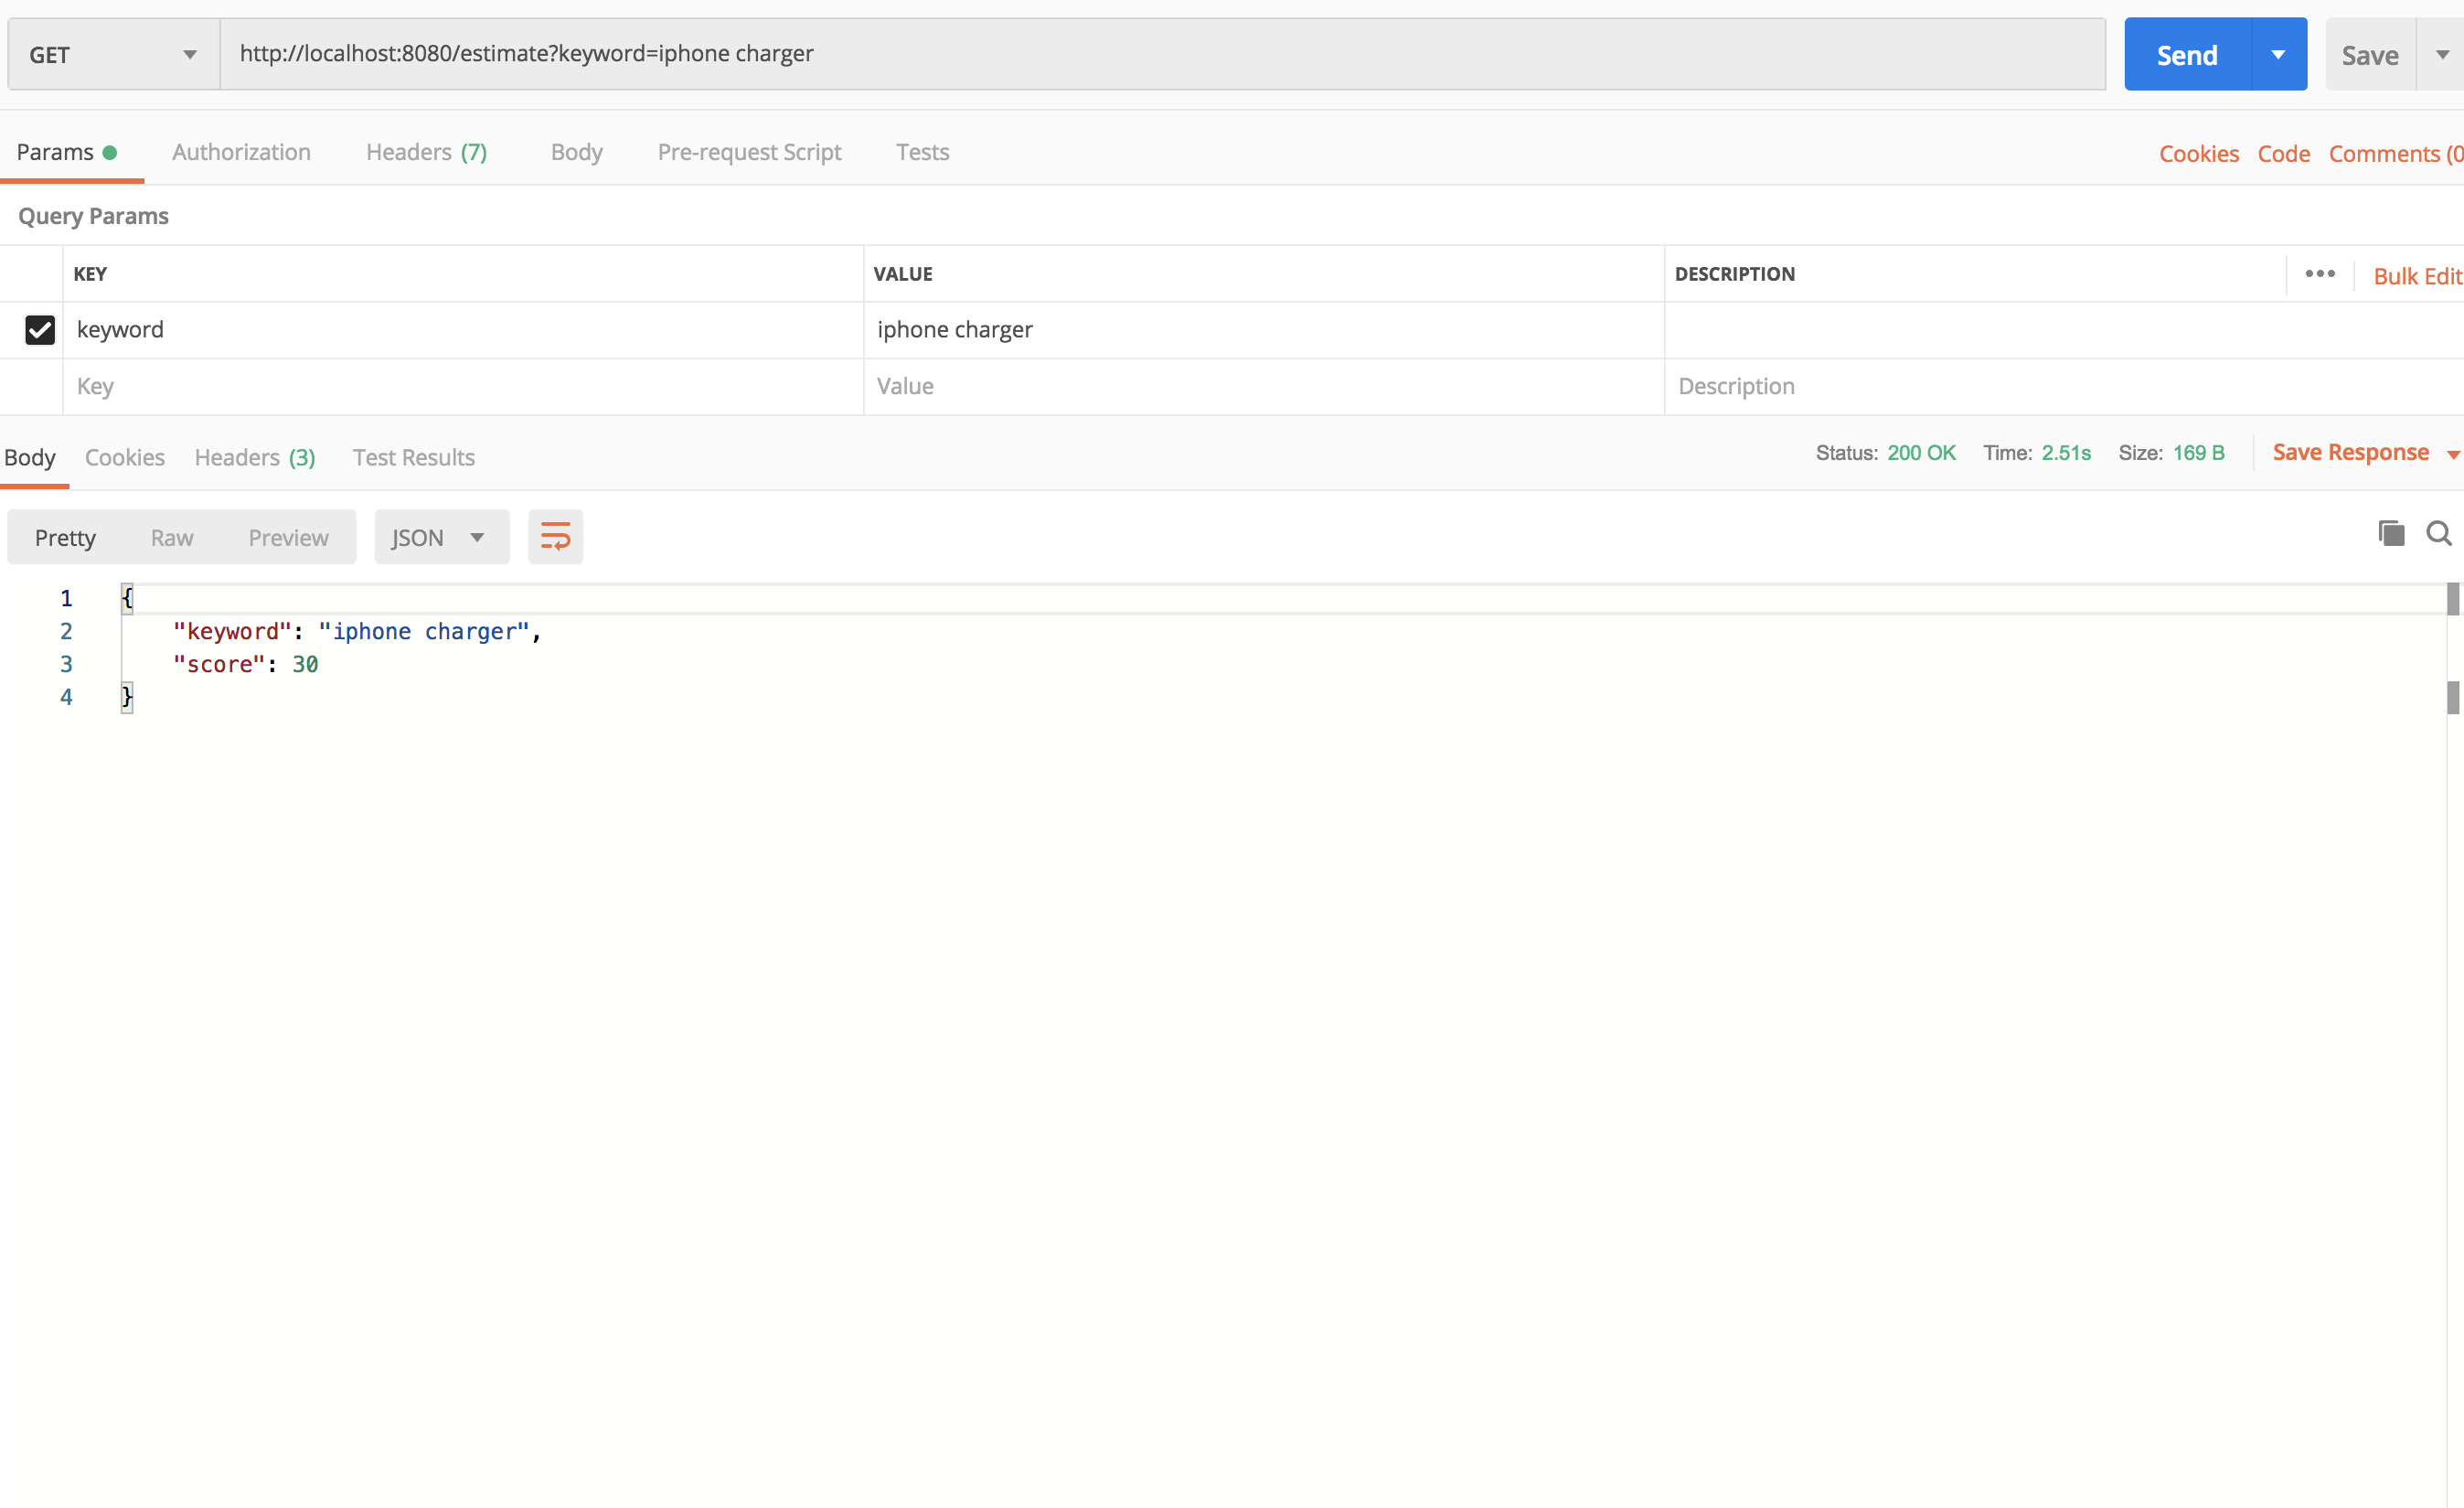 GET http://localhost:8080/estimate?keyword=iphone charger Send Save
Params Authorization Headers (7) Body Pre-request Script Tests Cookies Code Comments (0
Query Params
KEY VALUE DESCRIPTION ••• Bulk Edit
keyword iphone charger
Key Value Description
Body Cookies Headers (3) Test Results Status: 200 OK Time: 2.51s Size: 169 B Save Response
Pretty Raw Preview JSON
1 {
2 "keyword": "iphone charger",
3 "score": 30
4 }